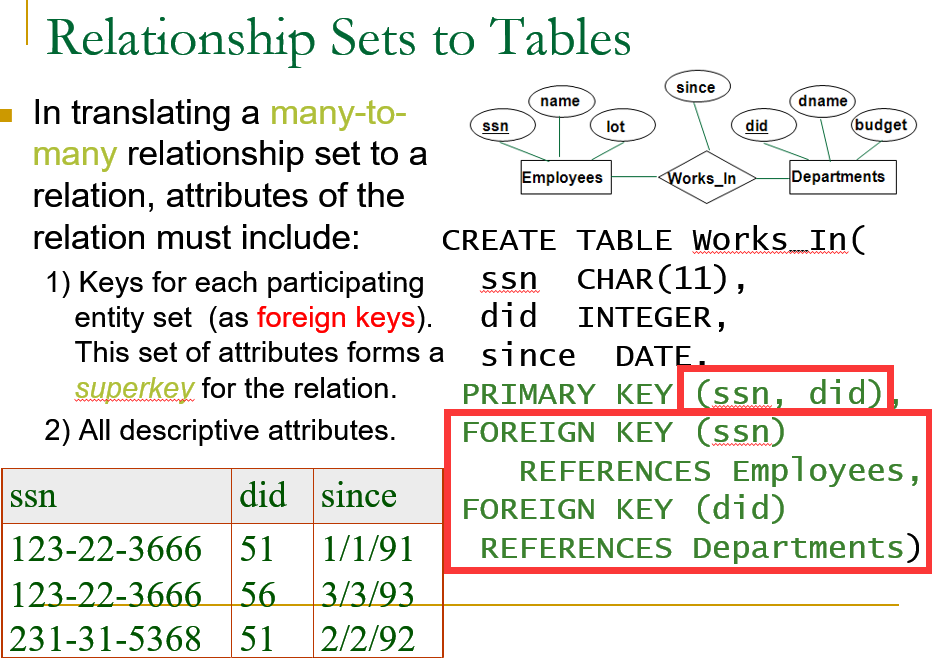 Relationship Sets to Tables
In translating a many-to-
many relationship set to a
relation, attributes of the
relation must include:
1) Keys for each participating
entity set (as foreign keys).
This set of attributes forms a
superkey for the relation.
2) All descriptive attributes.
ssn did since
123-22-3666 51 1/1/91
123-22-3666 56 3/3/93
231-31-5368 51 2/2/92
since
name
dname
ssn
lot
did
budget
Employees
Works_In
Departments
CREATE TABLE Works_In(
ssn CHAR(11),
did INTEGER,
since DATE,
PRIMARY KEY (ssn, did),
FOREIGN KEY (ssn)
REFERENCES Employees,
FOREIGN KEY (did)
REFERENCES Departments)